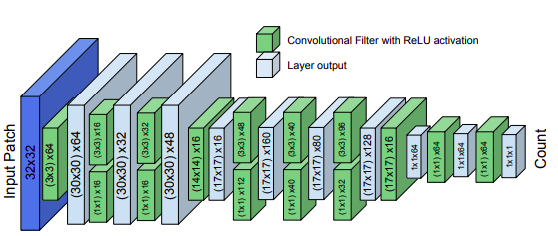 Convolutional Filter with ReLU activation
Layer output
Input Patch
32x32
(3x3) x64
(30x30) x64
(3x3) x16
(1x1) x16
(30x30) x32
(3x3) x32
(1x1) x16
(30x30) x48
(14x14) x16
(17x17) x16
(3x3) x48
(1x1) x112
(17x17) x160
(3x3) x40
(1x1) x40
(17x17) x80
(3x3) x96
(1x1) x32
(17x17) x128
(17x17) x16
1x1x64
(1x1) x64
1x1x64
(1x1) x64
1x1x1
Count